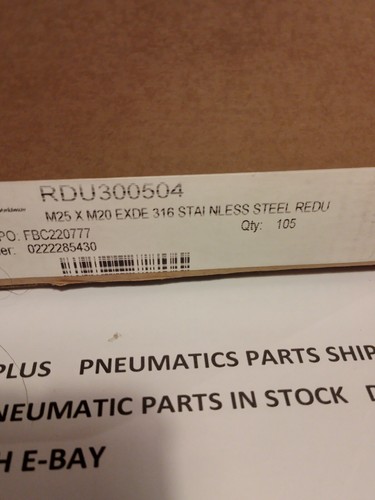 RDU300504
M25 X M20 EXDE 316 STAINLESS STEEL REDU
PO: FBC220777
Qty: 105
er: 0222285430
PLUS PNEUMATICS PARTS SHIP
NEUMATIC PARTS IN STOCK
H E-BAY